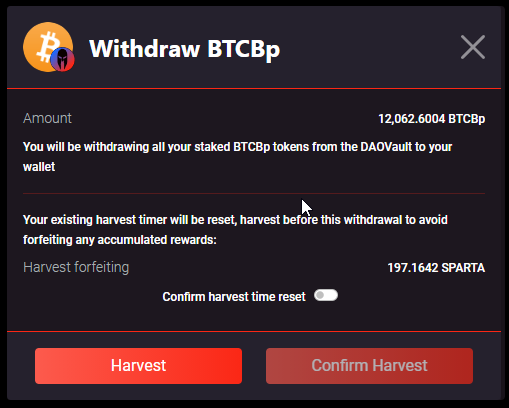 Withdraw BTCBp
Amount 12,062.6004 BTCBp
You will be withdrawing all your staked BTCBp tokens from the DAOVault to your
wallet
Your existing harvest timer will be reset, harvest before this withdrawal to avoid
forfeiting any accumulated rewards:
Harvest forfeiting 197.1642 SPARTA
Confirm harvest time reset
Harvest Confirm Harvest